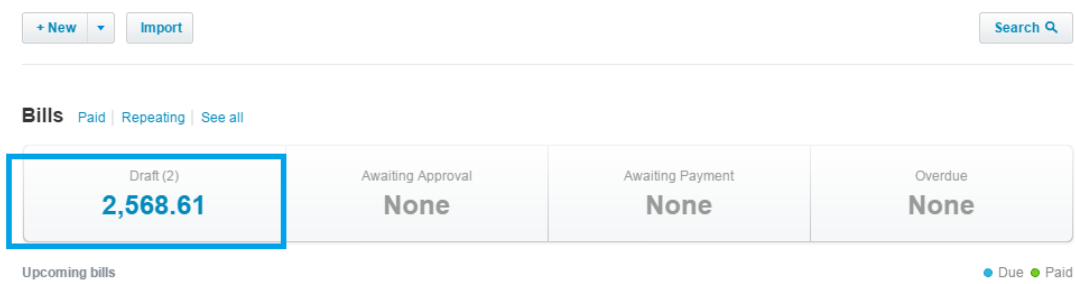 + New Import Search
Bills Paid Repeating See all
Draft (2) Awaiting Approval Awaiting Payment Overdue
2,568.61 None None None
Upcoming bills Due Paid